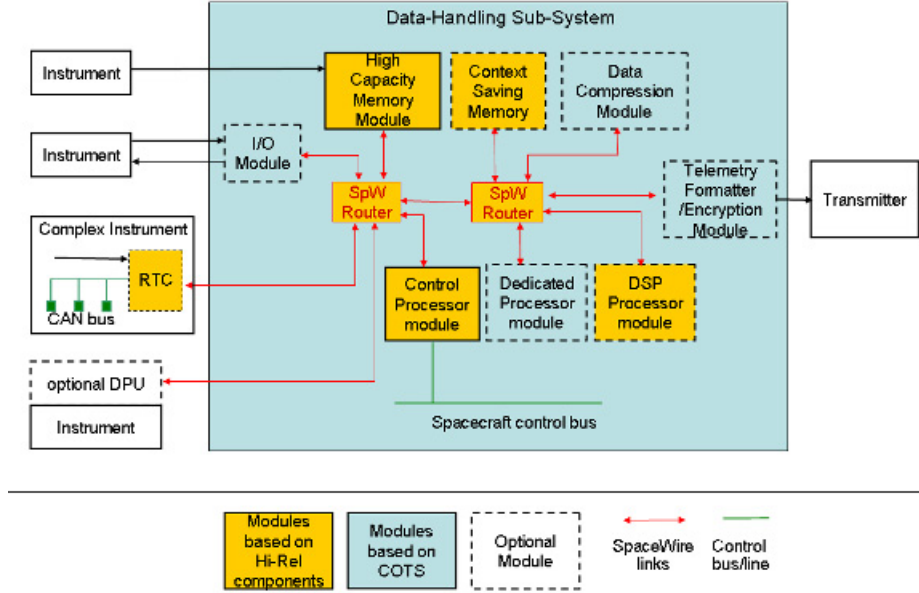 Data-Handling Sub-System
Instrument
High
Capacity
Memory
Module
Context
Saving
Memory
Data
Compression
Module
Instrument
I/O
Module
SpW
Router
SpW
Router
Telemetry
Formatter
/Encryption
Module
Transmitter
Complex Instrument
RTC
CAN bus
Control
Processor
module
Dedicated
Processor
module
DSP
Processor
module
optional DPU
Instrument
Spacecraft control bus
Modules
based on
Hi-Rel
components
Modules
based on
COTS
Optional
Module
SpaceWire
links
Control
bus/line